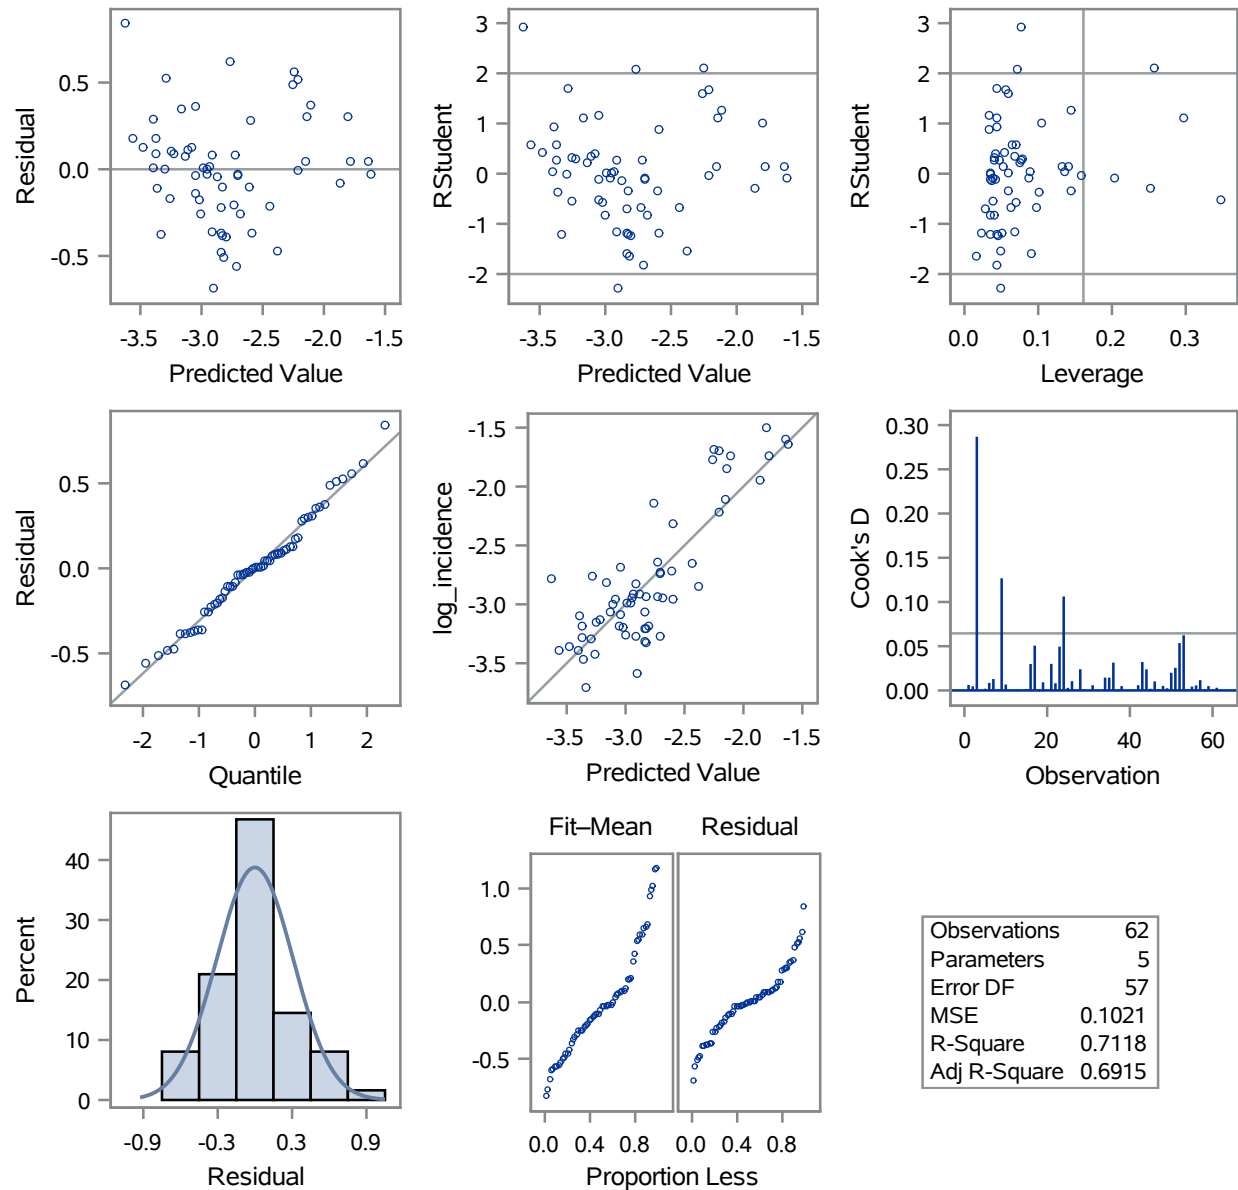 0.5
0.0
-0.5
Residual
-3.5 -3.0 -2.5 -2.0 -1.5
Predicted Value
3
2
1
0
-1
-2
RStudent
-3.5 -3.0 -2.5 -2.0 -1.5
Predicted Value
3
2
1
0
-1
-2
RStudent
0.0 0.1 0.2 0.3
Leverage
0.5
0.0
-0.5
Residual
-2 -1 0 1 2
Quantile
-1.5
-2.0
-2.5
-3.0
-3.5
log_incidence
-3.5 -3.0 -2.5 -2.0 -1.5
Predicted Value
0.30
0.25
0.20
0.15
0.10
0.05
0.00
Cook's D
0 20 40 60
Observation
40
30
20
10
0
Percent
-0.9 -0.3 0.3 0.9
Residual
Fit–Mean Residual
1.0
0.5
0.0
-0.5
0.0 0.4 0.8 0.0 0.4 0.8
Proportion Less
Observations 62
Parameters 5
Error DF 57
MSE 0.1021
R-Square 0.7118
Adj R-Square 0.6915